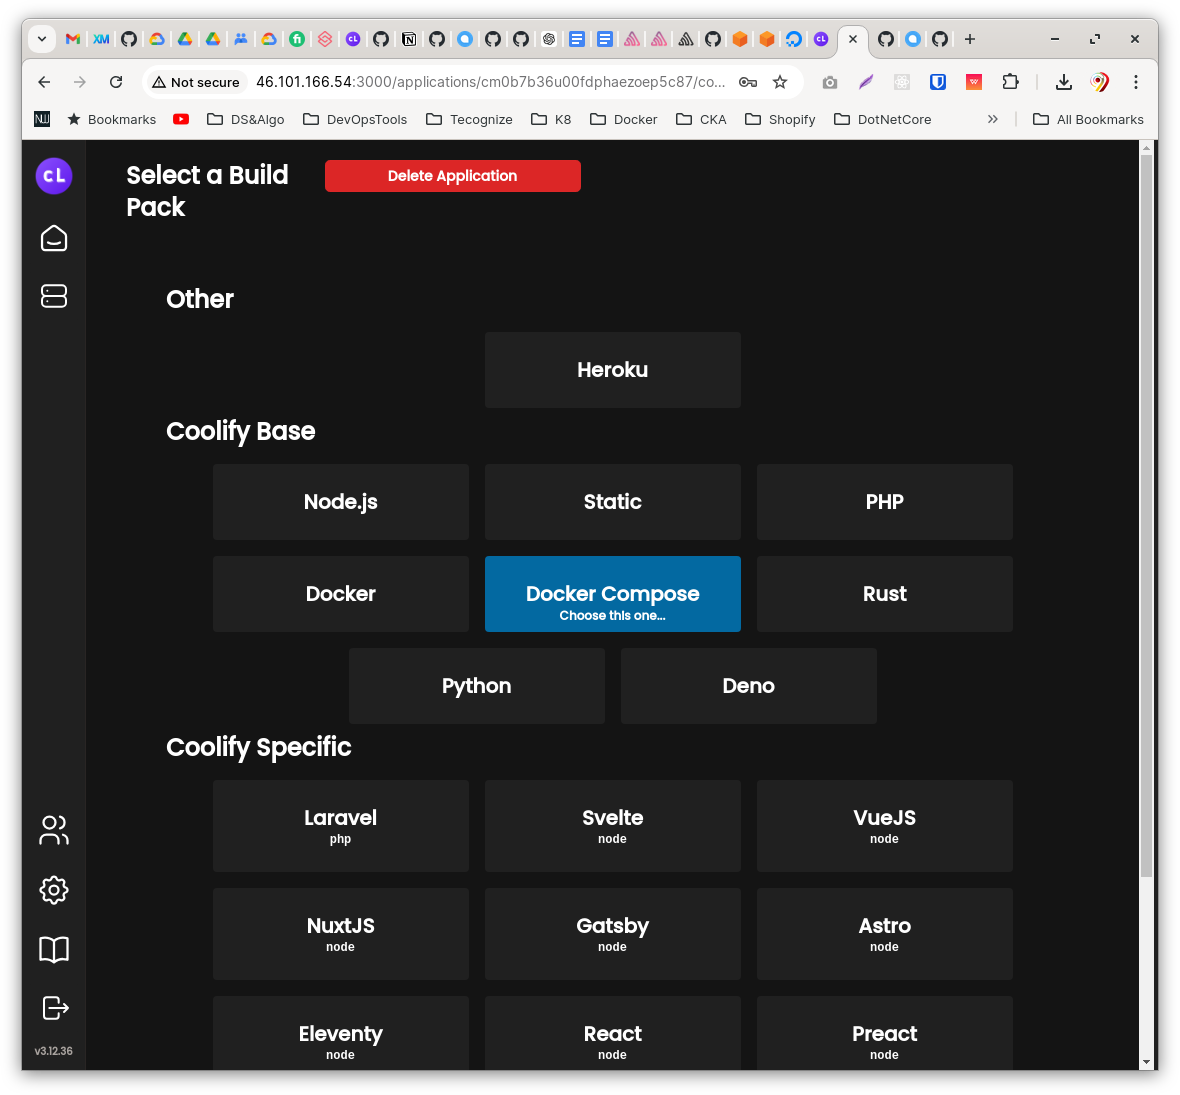 Not secure
46.101.166.54:3000/applications/cm0b7b36u00fdphaezoep5c87/co...
Bookmarks
DS&Algo
DevOpsTools
Tecognize
K8
Docker
CKA
Shopify
DotNetCore
All Bookmarks
cL
Select a Build
Pack
Delete Application
Other
Heroku
Coolify Base
Node.js
Static
PHP
Docker
Docker Compose
Choose this one...
Rust
Python
Deno
Coolify Specific
Laravel
php
Svelte
node
VueJS
node
NuxtJS
node
Gatsby
node
Astro
node
Eleventy
node
React
node
Preact
node
v3.12.36